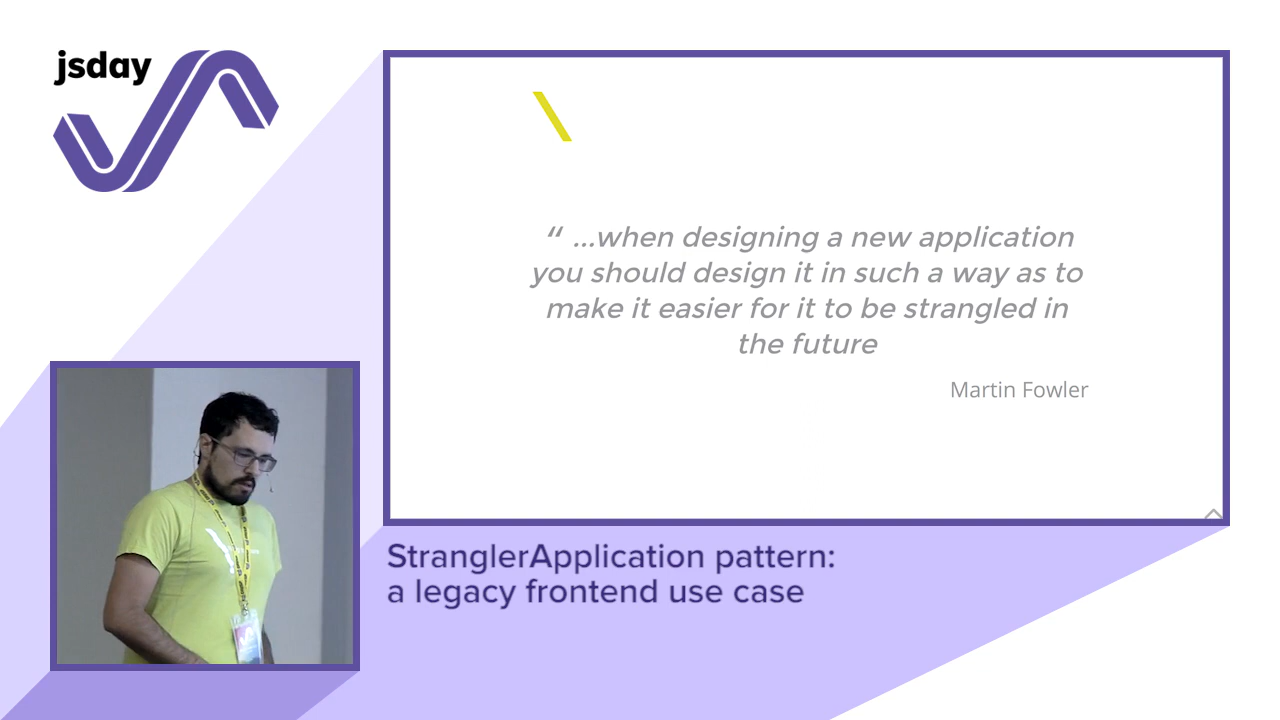 jsday
“ ...when designing a new application
you should design it in such a way as to
make it easier for it to be strangled in
the future
Martin Fowler
StranglerApplication pattern:
a legacy frontend use case